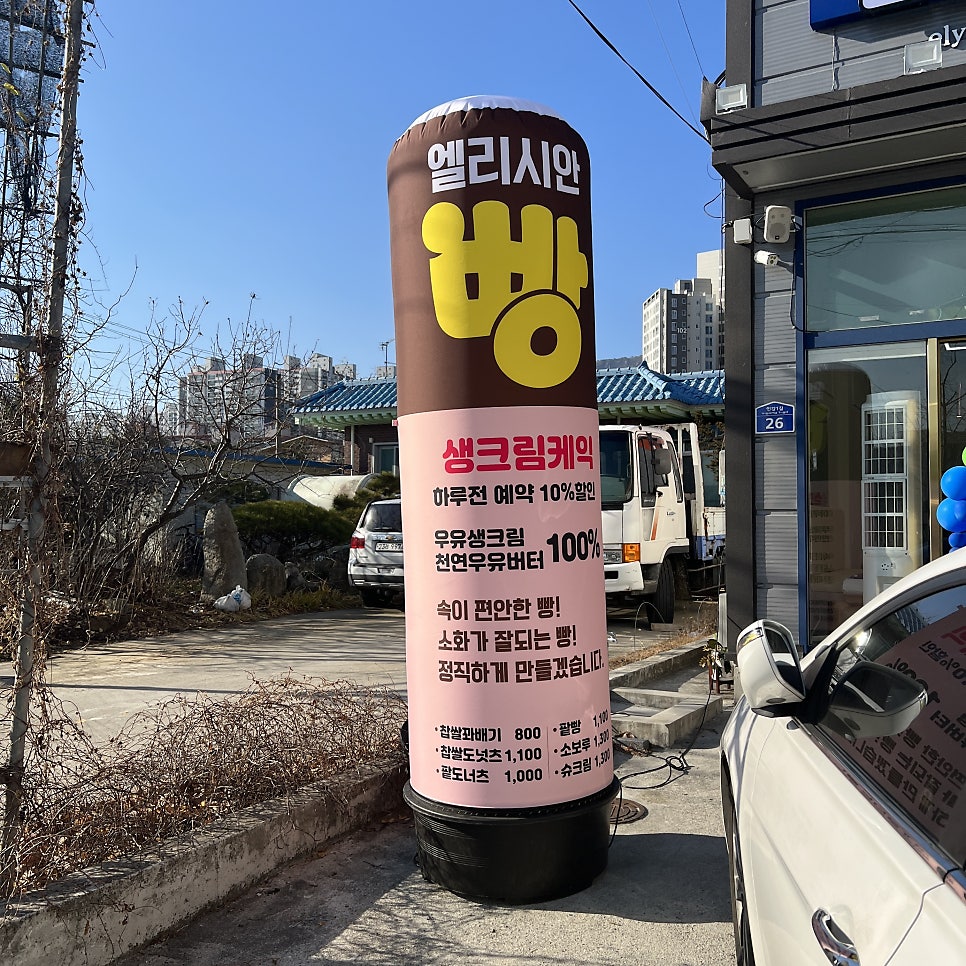 엘리시안
빵
생크림케익
하루전 예약 10%할인
우유생크림
천연우유버터 100%
속이 편안한 빵!
소화가 잘되는 빵!
정직하게 만들겠습니다.
·찹쌀꽈배기 800
·찹쌀도넛츠 1,100
·팥도너츠 1,000
·팥빵 1,100
·소보루 1,300
·슈크림 1,300
ely
26
102